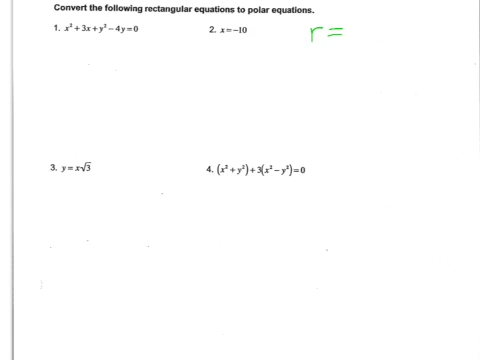 Convert the following rectangular equations to polar equations.
1. x² + 3x + y² − 4y = 0
2. x = −10
r =
3. y = x√3
4. (x² + y²) + 3(x² − y²) = 0